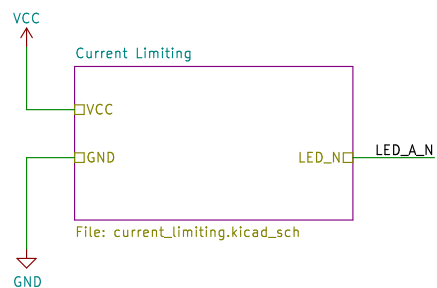 VCC
Current Limiting
VCC
GND
LED_N
LED_A_N
File: current_limiting.kicad_sch
GND